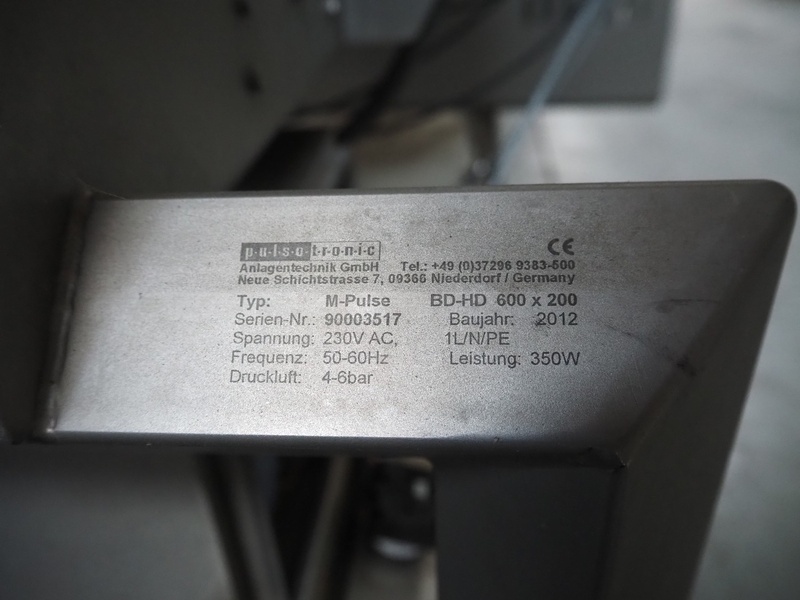 pulsotronic CE
Anlagentechnik GmbH Tel.: +49 (0)37296 9383-500
Neue Schichtstrasse 7, 09366 Niederdorf / Germany
Typ: M-Pulse BD-HD 600 x 200
Serien-Nr.: 90003517 Baujahr: 2012
Spannung: 230V AC, 1L/N/PE
Frequenz: 50-60Hz Leistung: 350W
Druckluft: 4-6bar